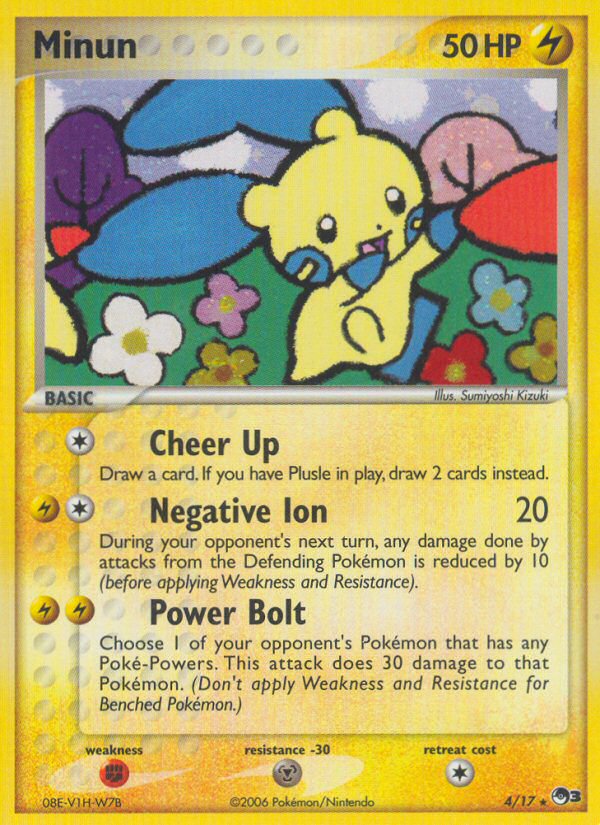 Minun 50 HP
BASIC Illus. Sumiyoshi Kizuki
Cheer Up
Draw a card. If you have Plusle in play, draw 2 cards instead.
Negative Ion 20
During your opponent's next turn, any damage done by
attacks from the Defending Pokémon is reduced by 10
(before applying Weakness and Resistance).
Power Bolt
Choose 1 of your opponent's Pokémon that has any
Poké-Powers. This attack does 30 damage to that
Pokémon. (Don't apply Weakness and Resistance for
Benched Pokémon.)
weakness resistance -30 retreat cost
08E-V1H-W7B ©2006 Pokémon/Nintendo 4/17 ★ 3